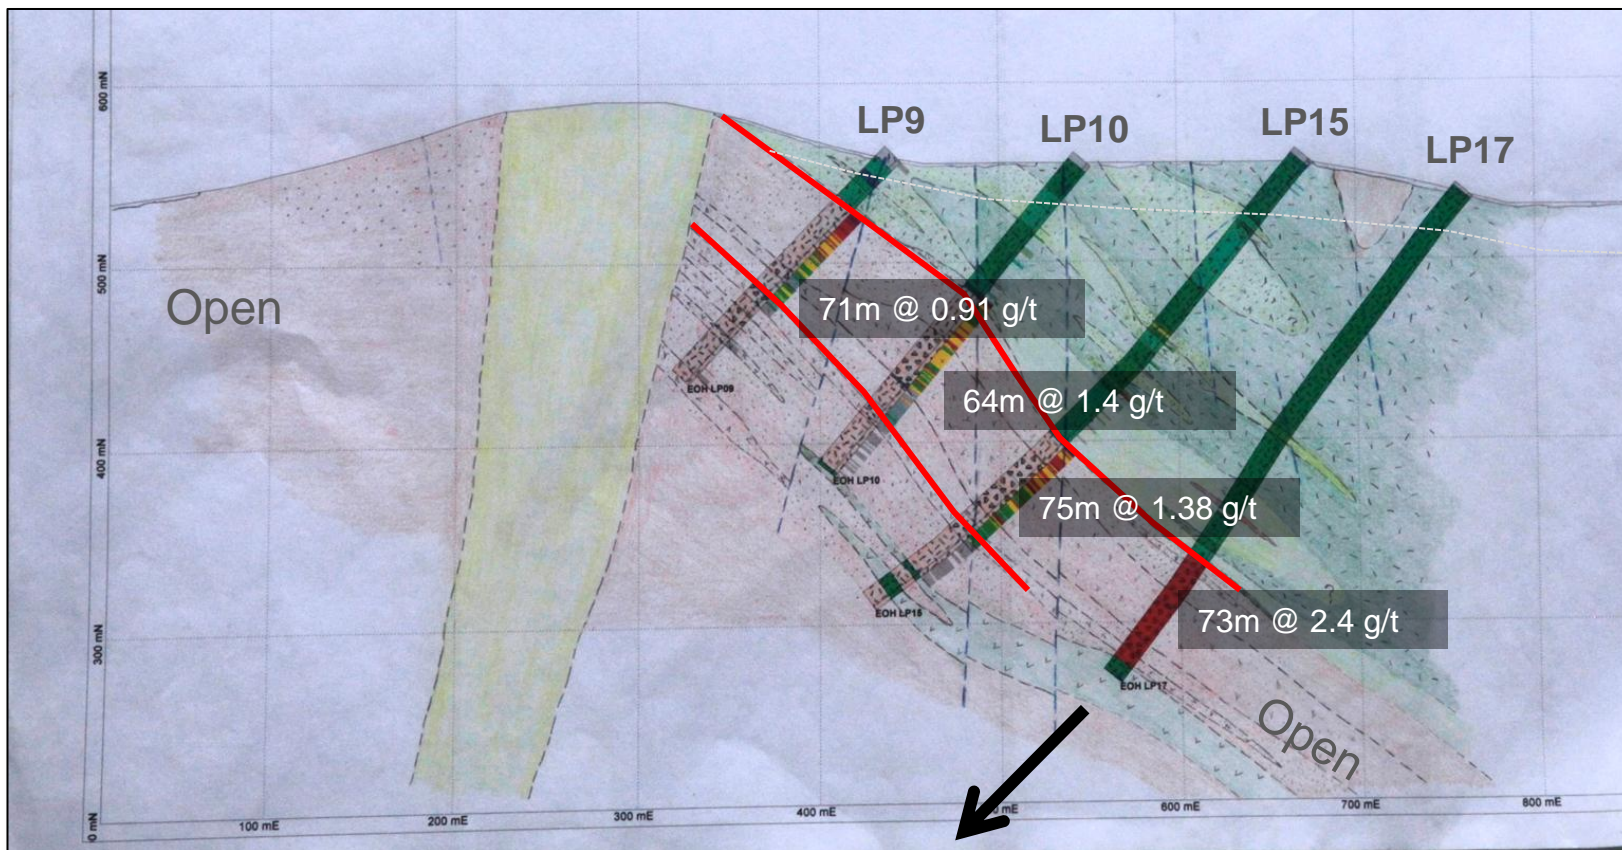 LP9
LP10
LP15
LP17
600 mN
500 mN
400 mN
300 mN
0 mN
Open
71m @ 0.91 g/t
64m @ 1.4 g/t
75m @ 1.38 g/t
73m @ 2.4 g/t
EOH LP09
EOH LP10
EOH LP15
EOH LP17
?
Open
100 mE
200 mE
300 mE
400 mE
mE
600 mE
700 mE
800 mE